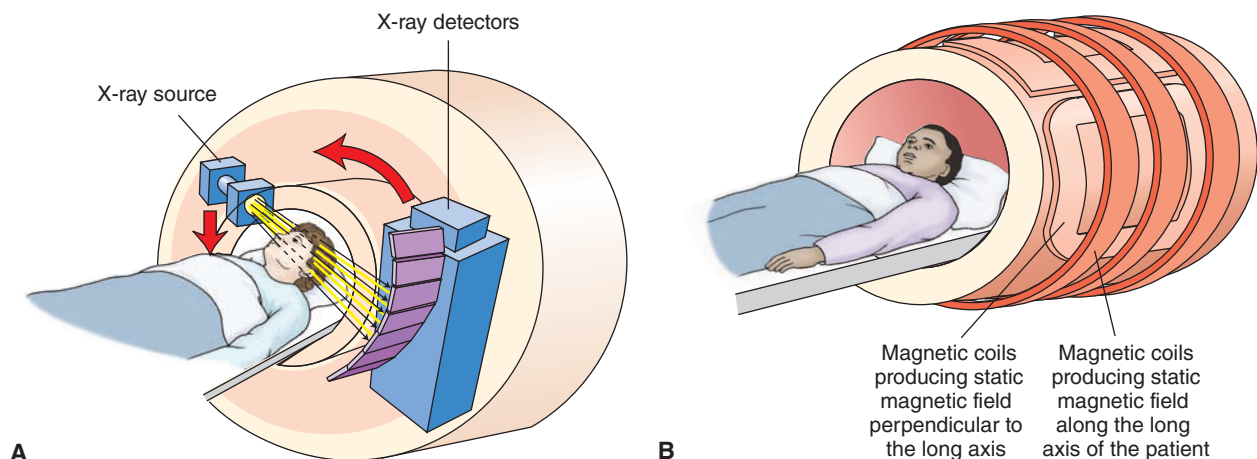 X-ray detectors
X-ray source
A
Magnetic coils
producing static
magnetic field
perpendicular to
the long axis
Magnetic coils
producing static
magnetic field
along the long
axis of the patient
B